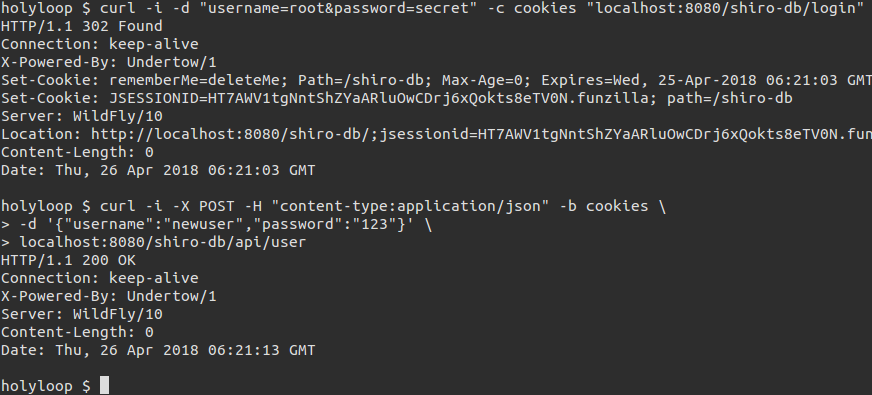 holyloop $ curl -i -d "username=root&password=secret" -c cookies "localhost:8080/shiro-db/login"
HTTP/1.1 302 Found
Connection: keep-alive
X-Powered-By: Undertow/1
Set-Cookie: rememberMe=deleteMe; Path=/shiro-db; Max-Age=0; Expires=Wed, 25-Apr-2018 06:21:03 GMT
Set-Cookie: JSESSIONID=HT7AWV1tgNntShZYaARluOwCDrj6xQokts8eTV0N.funzilla; path=/shiro-db
Server: WildFly/10
Location: http://localhost:8080/shiro-db/;jsessionid=HT7AWV1tgNntShZYaARluOwCDrj6xQokts8eTV0N.fun
Content-Length: 0
Date: Thu, 26 Apr 2018 06:21:03 GMT
holyloop $ curl -i -X POST -H "content-type:application/json" -b cookies \
> -d '{"username":"newuser","password":"123"}' \
> localhost:8080/shiro-db/api/user
HTTP/1.1 200 OK
Connection: keep-alive
X-Powered-By: Undertow/1
Server: WildFly/10
Content-Length: 0
Date: Thu, 26 Apr 2018 06:21:13 GMT
holyloop $